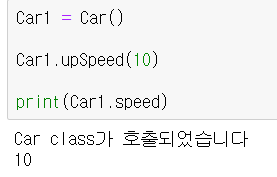 Car1 = Car()
Car1.upSpeed(10)
print(Car1.speed)
Car class가 호출되었습니다
10